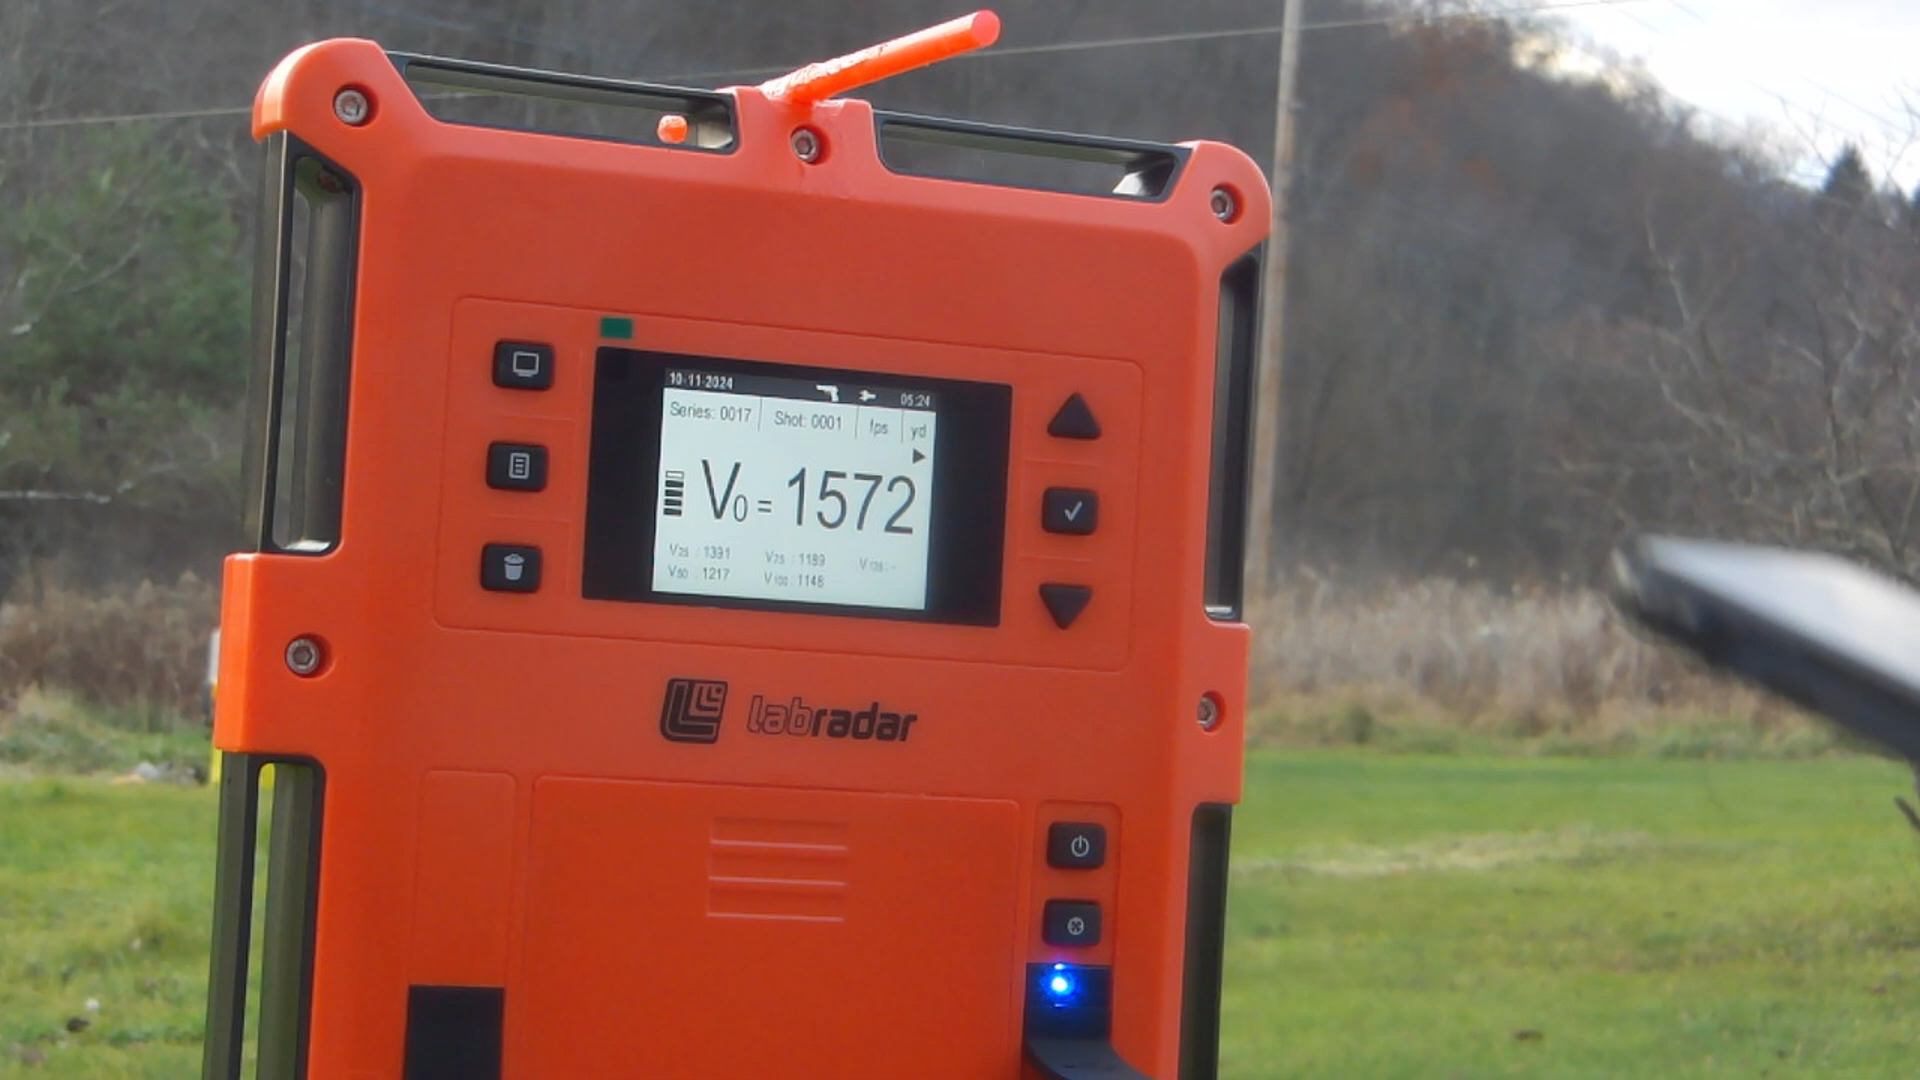 10-11-2024 05:24
Series: 0017 Shot: 0001 fps yd
V0 = 1572
V25 : 1391 V75 : 1189 V125 : -
V50 : 1217 V100 : 1148
labradar